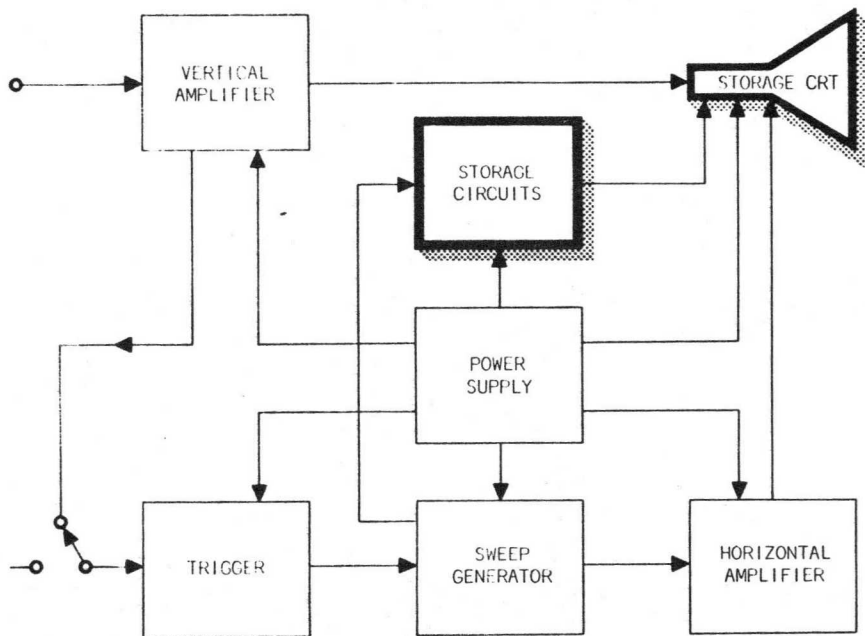 VERTICAL
AMPLIFIER
STORAGE CRT
STORAGE
CIRCUITS
POWER
SUPPLY
TRIGGER
SWEEP
GENERATOR
HORIZONTAL
AMPLIFIER